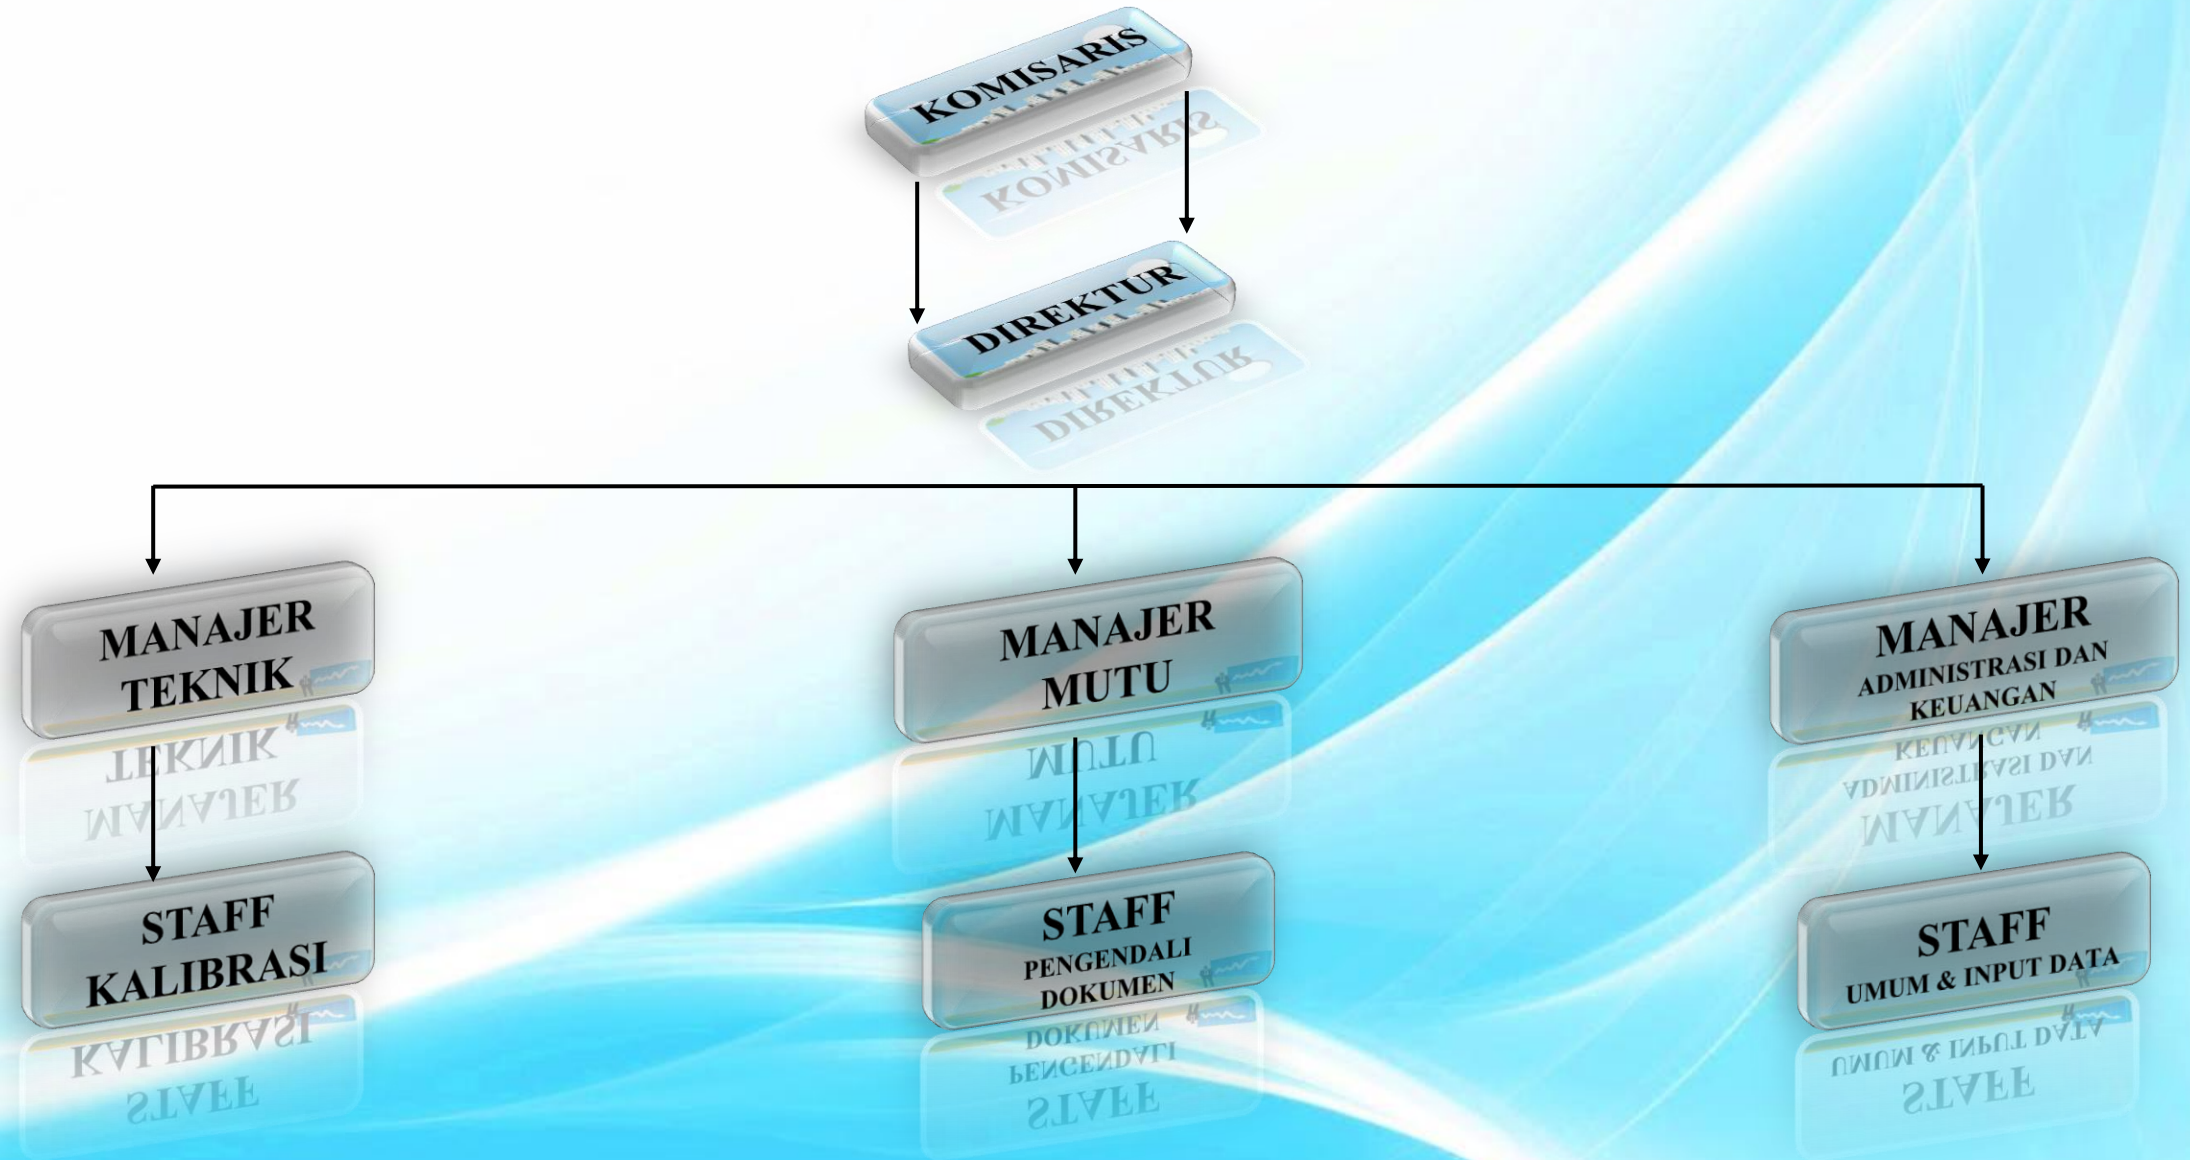 KOMISARIS
DIREKTUR
MANAJER
TEKNIK
MANAJER
MUTU
MANAJER
ADMINISTRASI DAN
KEUANGAN
STAFF
KALIBRASI
STAFF
PENGENDALI
DOKUMEN
STAFF
UMUM & INPUT DATA